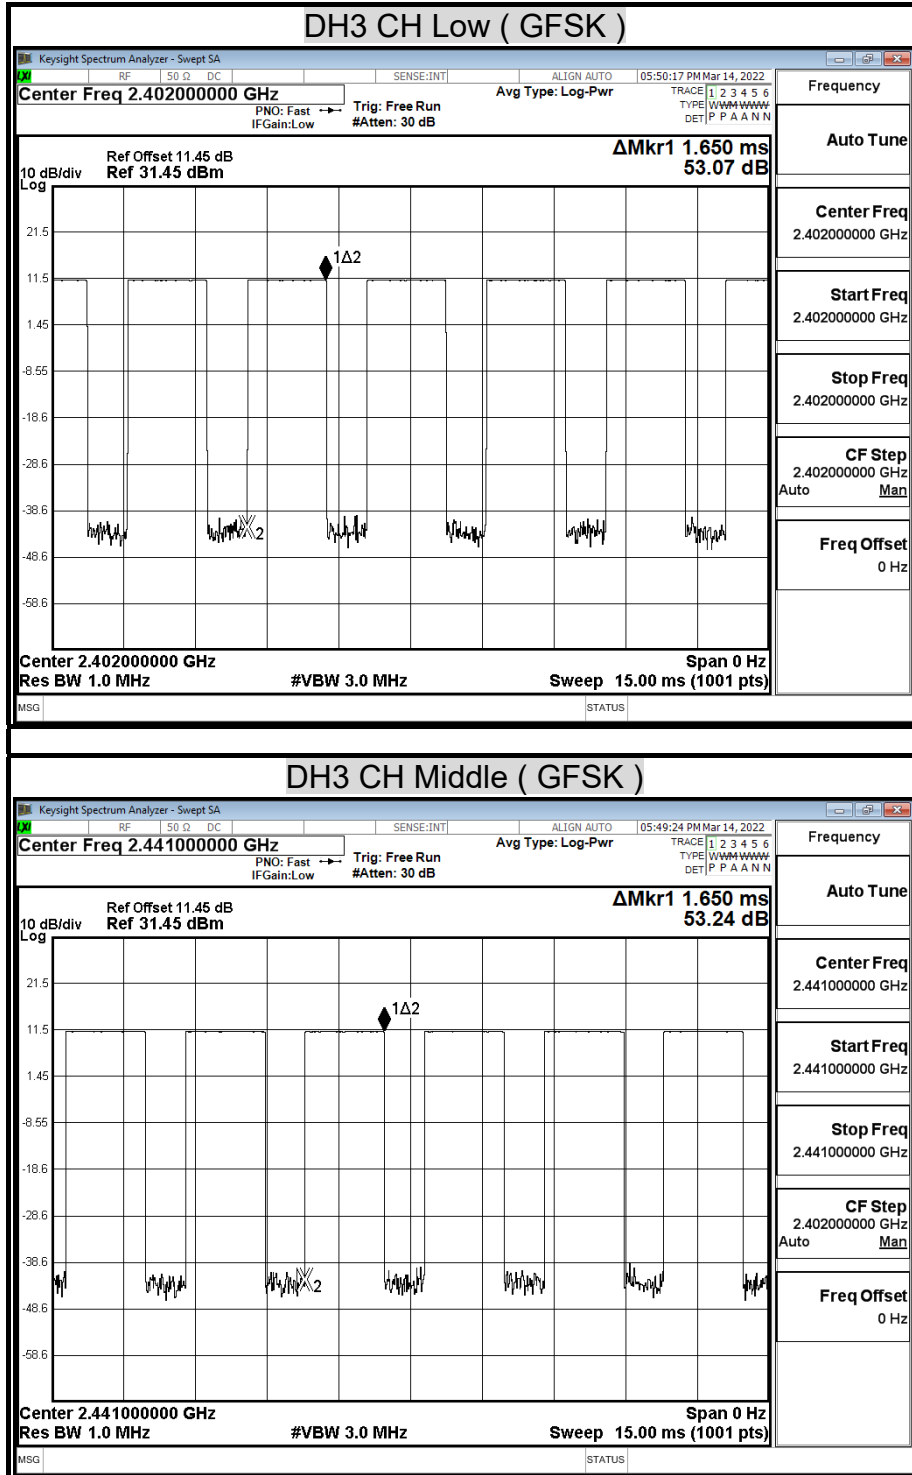 DH3 CH Low ( GFSK )
Keysight Spectrum Analyzer - Swept SA
LXI RF 50 Ω DC SENSE:INT ALIGN AUTO 05:50:17 PM Mar 14, 2022
Center Freq 2.402000000 GHz
PNO: Fast
IFGain:Low
Trig: Free Run
#Atten: 30 dB
Avg Type: Log-Pwr
TRACE 1 2 3 4 5 6
TYPE WWMWWWW
DET P P A A N N
Frequency
Auto Tune
Center Freq
2.402000000 GHz
Start Freq
2.402000000 GHz
Stop Freq
2.402000000 GHz
CF Step
2.402000000 GHz
Auto Man
Freq Offset
0 Hz
ΔMkr1 1.650 ms
53.07 dB
Ref Offset 11.45 dB
10 dB/div Ref 31.45 dBm
Log
21.5
11.5
1.45
-8.55
-18.6
-28.6
-38.6
-48.6
-58.6
1Δ2
2
Center 2.402000000 GHz Span 0 Hz
Res BW 1.0 MHz #VBW 3.0 MHz Sweep 15.00 ms (1001 pts)
MSG STATUS
DH3 CH Middle ( GFSK )
Keysight Spectrum Analyzer - Swept SA
LXI RF 50 Ω DC SENSE:INT ALIGN AUTO 05:49:24 PM Mar 14, 2022
Center Freq 2.441000000 GHz
PNO: Fast
IFGain:Low
Trig: Free Run
#Atten: 30 dB
Avg Type: Log-Pwr
TRACE 1 2 3 4 5 6
TYPE WWMWWWW
DET P P A A N N
Frequency
Auto Tune
Center Freq
2.441000000 GHz
Start Freq
2.441000000 GHz
Stop Freq
2.441000000 GHz
CF Step
2.402000000 GHz
Auto Man
Freq Offset
0 Hz
ΔMkr1 1.650 ms
53.24 dB
Ref Offset 11.45 dB
10 dB/div Ref 31.45 dBm
Log
21.5
11.5
1.45
-8.55
-18.6
-28.6
-38.6
-48.6
-58.6
1Δ2
2
Center 2.441000000 GHz Span 0 Hz
Res BW 1.0 MHz #VBW 3.0 MHz Sweep 15.00 ms (1001 pts)
MSG STATUS